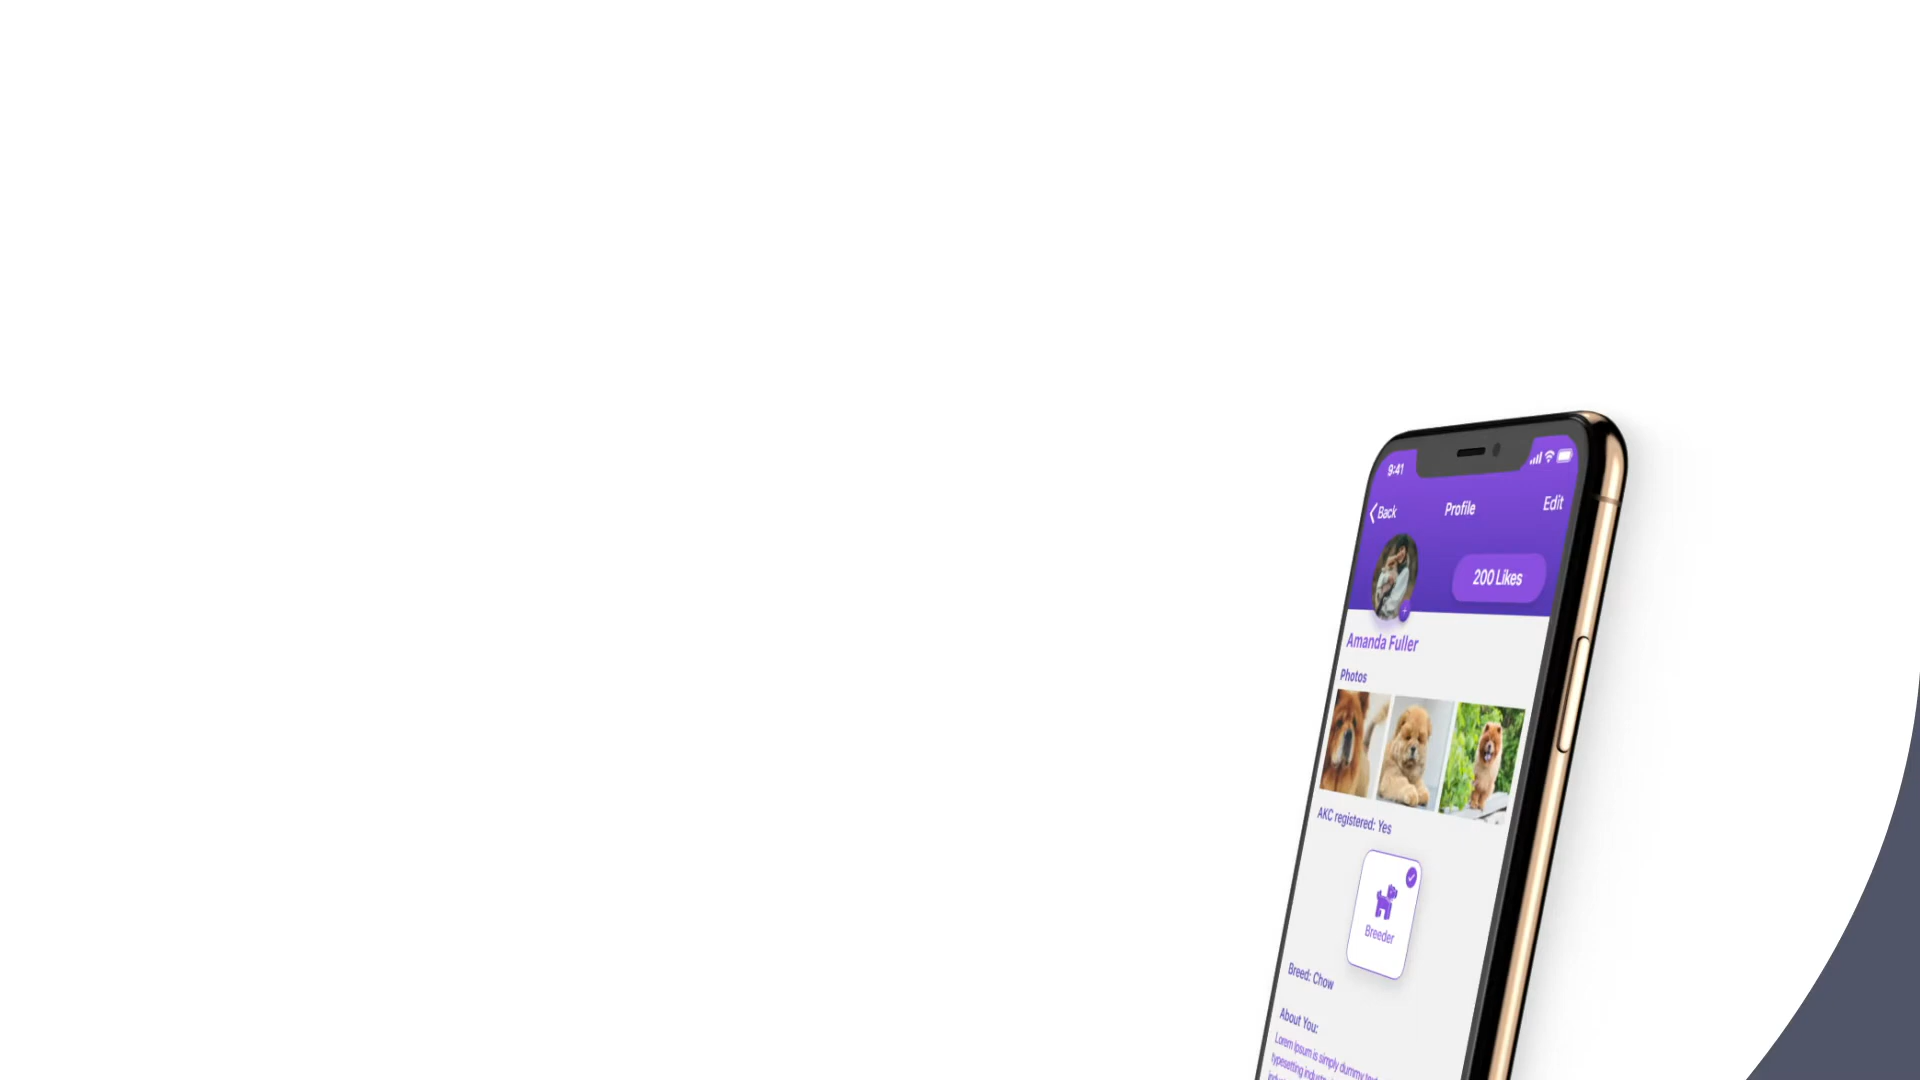 9:41
Back Profile Edit
200 Likes
Amanda Fuller
Photos
AKC registered: Yes
Breeder
Breed: Chow
About You:
Lorem Ipsum is simply dummy
typesetting